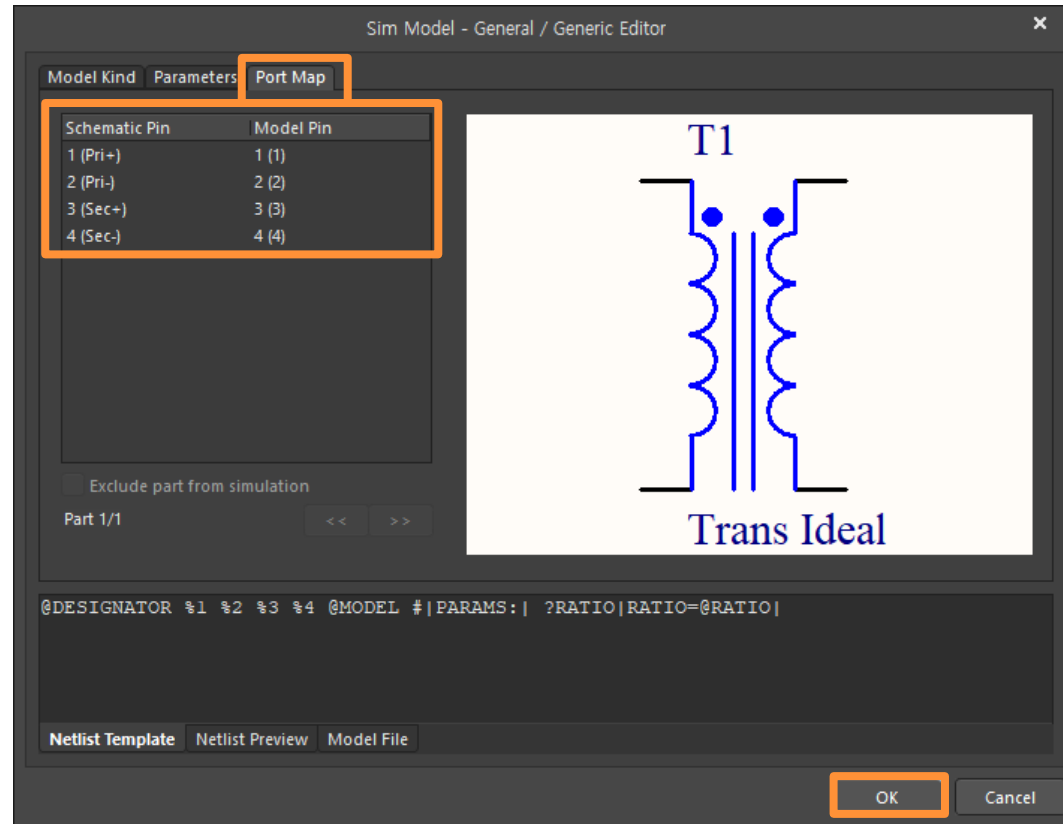 Sim Model - General / Generic Editor
Model Kind Parameters Port Map
Schematic Pin Model Pin
1 (Pri+) 1 (1)
2 (Pri-) 2 (2)
3 (Sec+) 3 (3)
4 (Sec-) 4 (4)
T1
Trans Ideal
Exclude part from simulation
Part 1/1 << >>
@DESIGNATOR %1 %2 %3 %4 @MODEL #|PARAMS:| ?RATIO|RATIO=@RATIO|
Netlist Template Netlist Preview Model File
OK Cancel